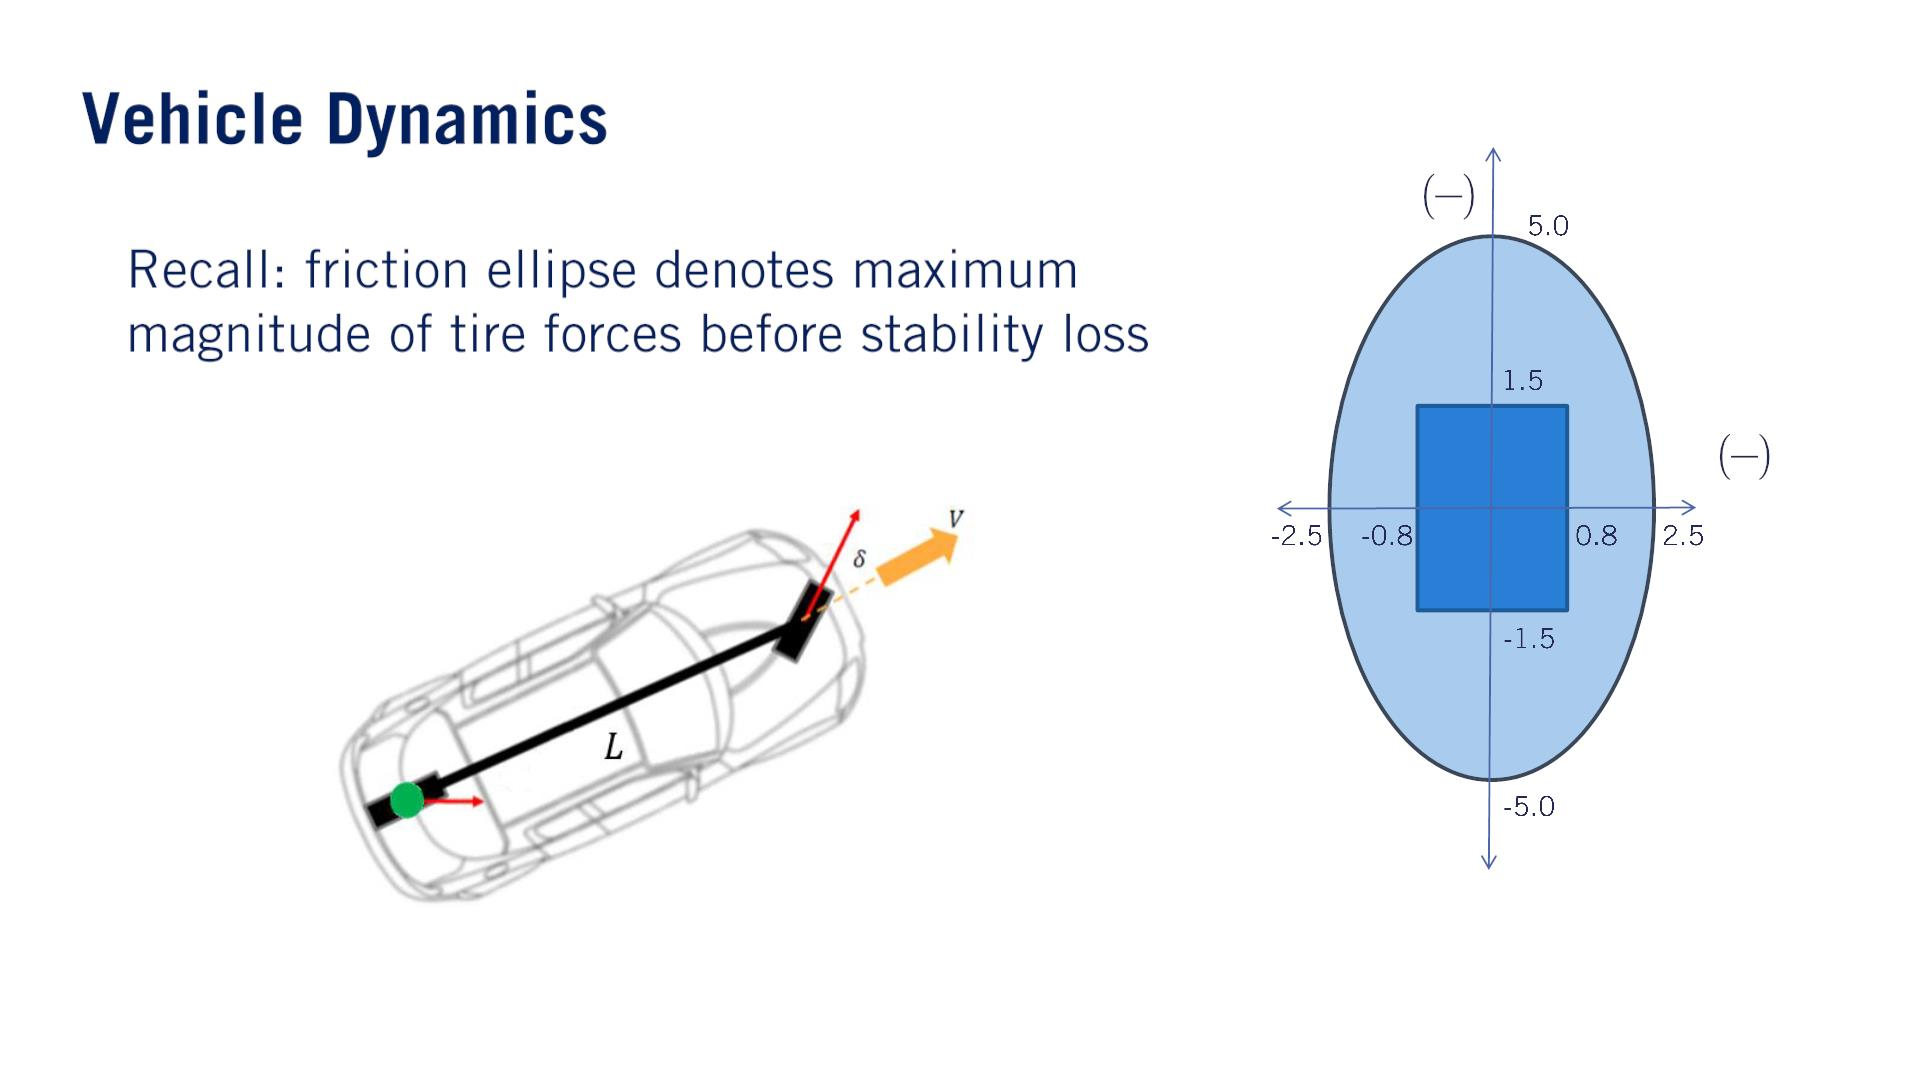 Vehicle Dynamics
Recall: friction ellipse denotes maximum
magnitude of tire forces before stability loss
V
δ
L
(—)
5.0
1.5
(—)
-2.5
-0.8
0.8
2.5
-1.5
-5.0